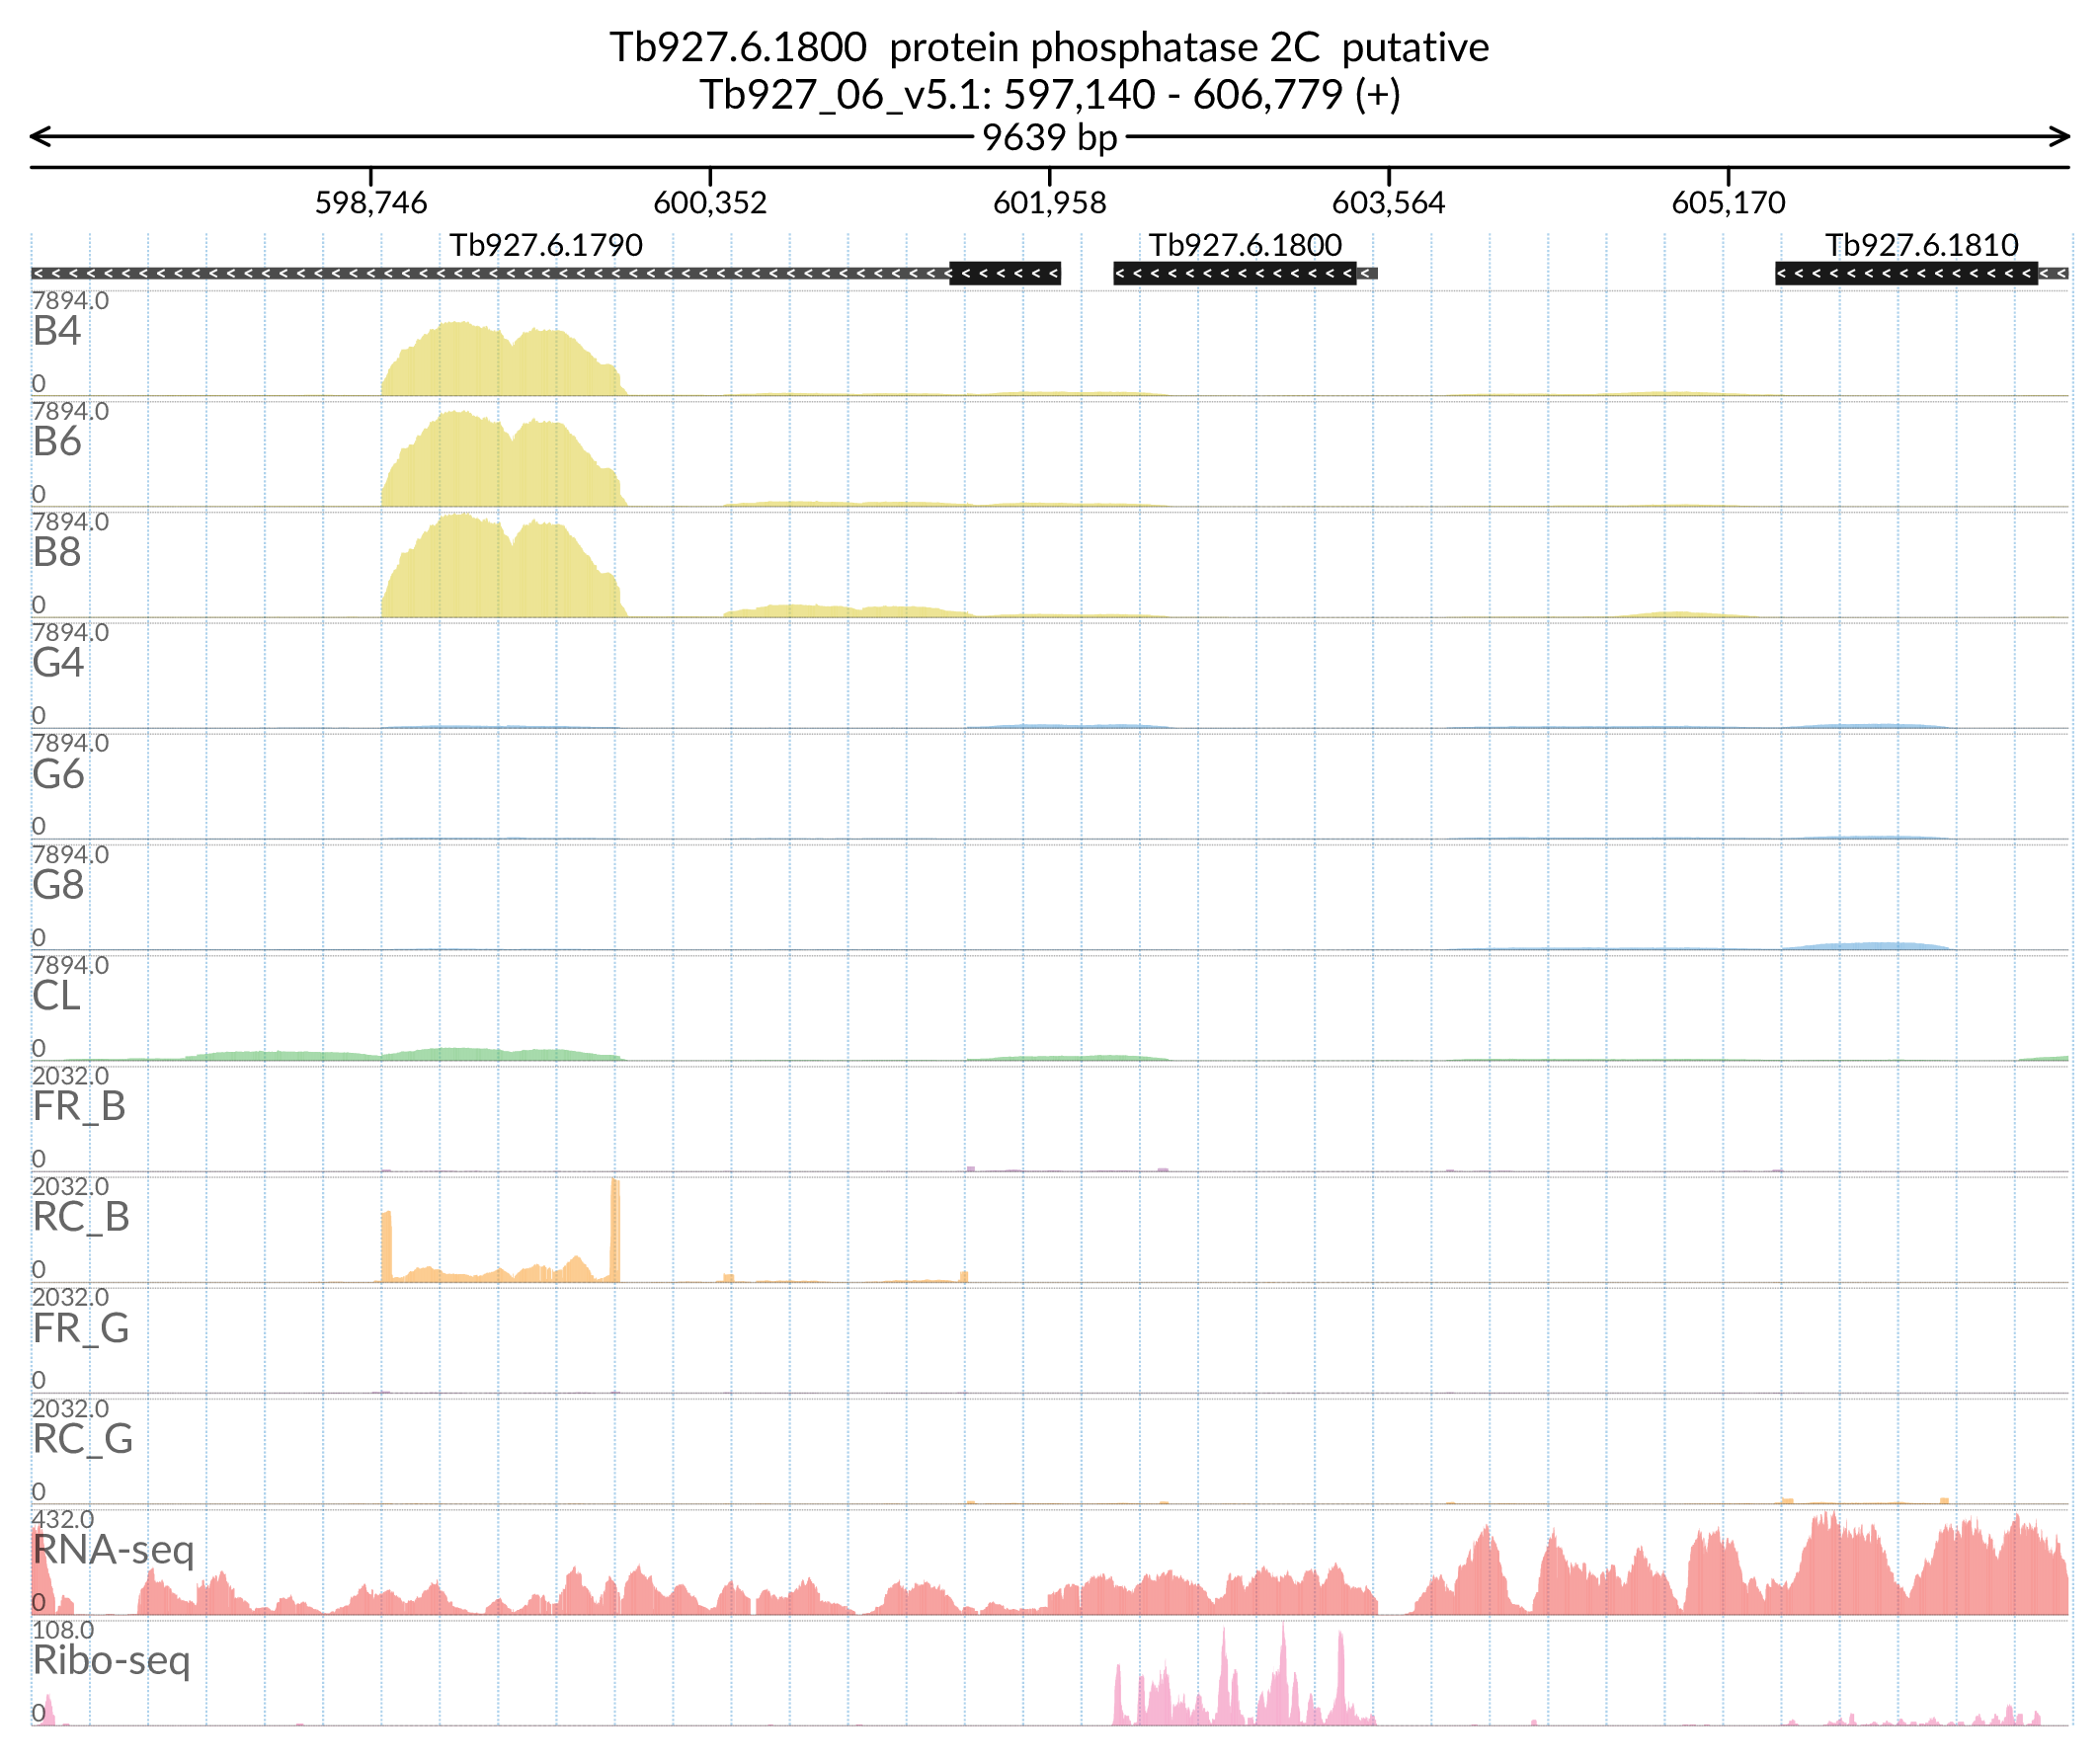 Tb927.6.1800  protein phosphatase 2C  putative
Tb927_06_v5.1: 597,140 - 606,779 (+)
9639 bp
598,746 600,352 601,958 603,564 605,170
Tb927.6.1790 Tb927.6.1800 Tb927.6.1810
7894.0
B4
0
7894.0
B6
0
7894.0
B8
0
7894.0
G4
0
7894.0
G6
0
7894.0
G8
0
7894.0
CL
0
2032.0
FR_B
0
2032.0
RC_B
0
2032.0
FR_G
0
2032.0
RC_G
0
432.0
RNA-seq
0
108.0
Ribo-seq
0